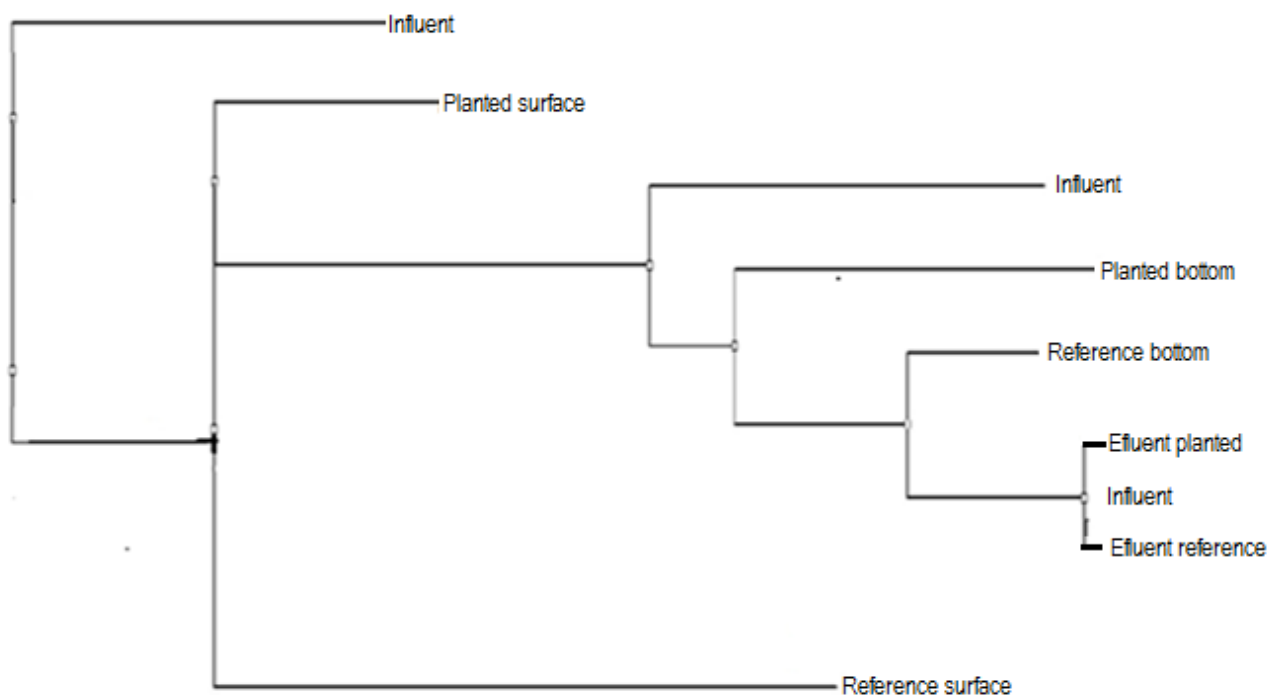 Influent
Planted surface
Influent
Planted bottom
Reference bottom
Efluent planted
Influent
Efluent reference
Reference surface